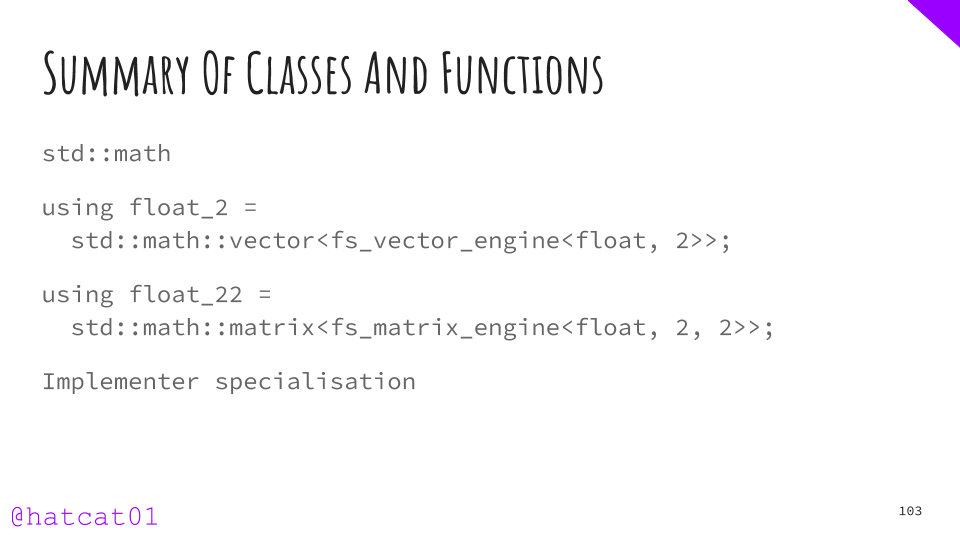 Summary Of Classes And Functions
std::math
using float_2 =
  std::math::vector<fs_vector_engine<float, 2>>;
using float_22 =
  std::math::matrix<fs_matrix_engine<float, 2, 2>>;
Implementer specialisation
@hatcat01
103